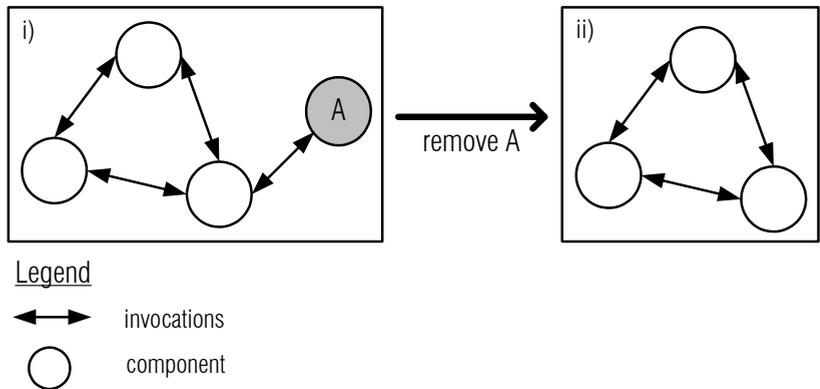 i)
A
remove A
ii)
Legend
invocations
component